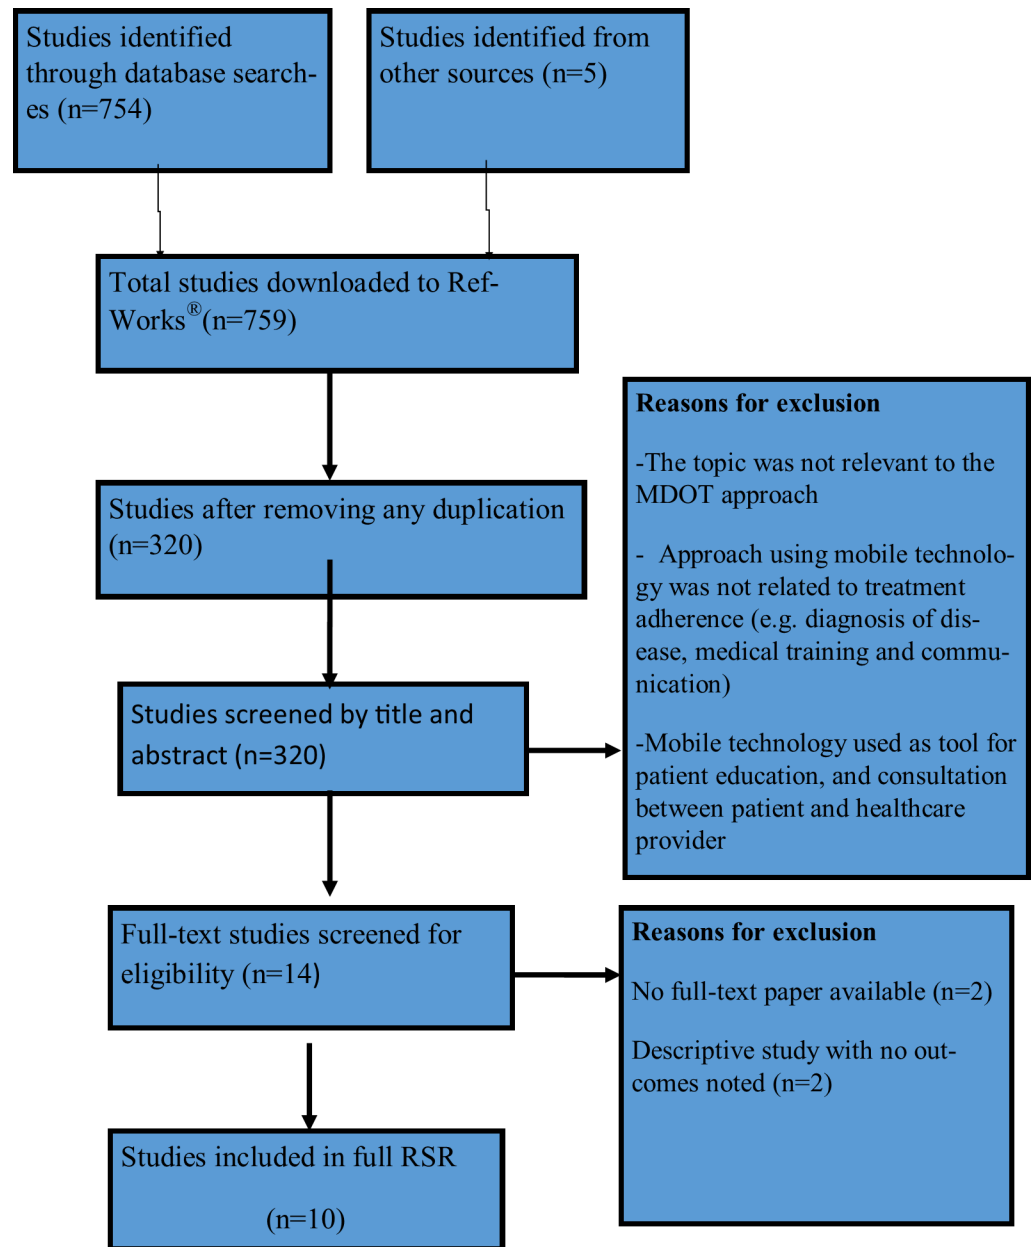 Studies identified
through database search-
es (n=754)
Studies identified from
other sources (n=5)
Total studies downloaded to Ref-
Works®(n=759)
Studies after removing any duplication
(n=320)
Studies screened by title and
abstract (n=320)
Reasons for exclusion
-The topic was not relevant to the
MDOT approach
- Approach using mobile technolo-
gy was not related to treatment
adherence (e.g. diagnosis of dis-
ease, medical training and commu-
nication)
-Mobile technology used as tool for
patient education, and consultation
between patient and healthcare
provider
Full-text studies screened for
eligibility (n=14)
Reasons for exclusion
No full-text paper available (n=2)
Descriptive study with no out-
comes noted (n=2)
Studies included in full RSR
(n=10)